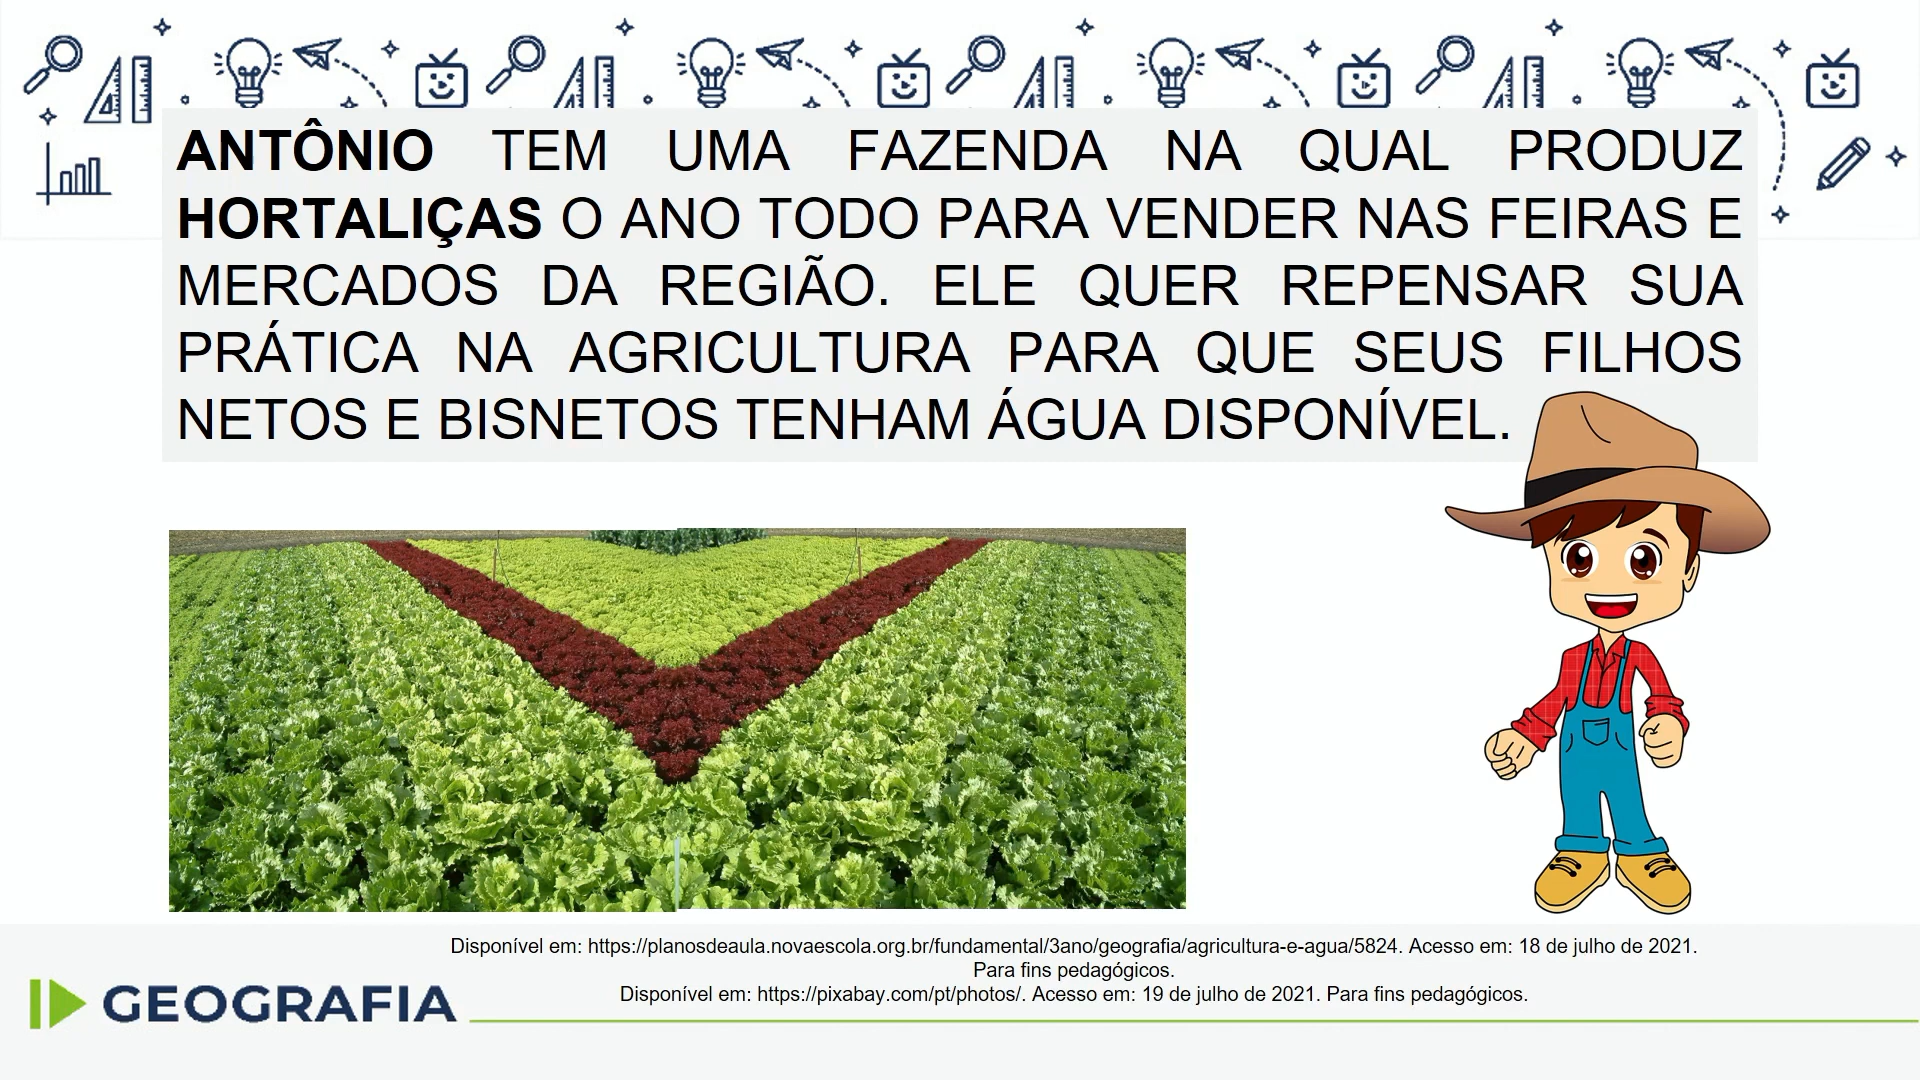 ANTÔNIO TEM UMA FAZENDA NA QUAL PRODUZ
HORTALIÇAS O ANO TODO PARA VENDER NAS FEIRAS E
MERCADOS DA REGIÃO. ELE QUER REPENSAR SUA
PRÁTICA NA AGRICULTURA PARA QUE SEUS FILHOS
NETOS E BISNETOS TENHAM ÁGUA DISPONÍVEL.
Disponível em: https://planosdeaula.novaescola.org.br/fundamental/3ano/geografia/agricultura-e-agua/5824. Acesso em: 18 de julho de 2021.
Para fins pedagógicos.
Disponível em: https://pixabay.com/pt/photos/. Acesso em: 19 de julho de 2021. Para fins pedagógicos.
GEOGRAFIA